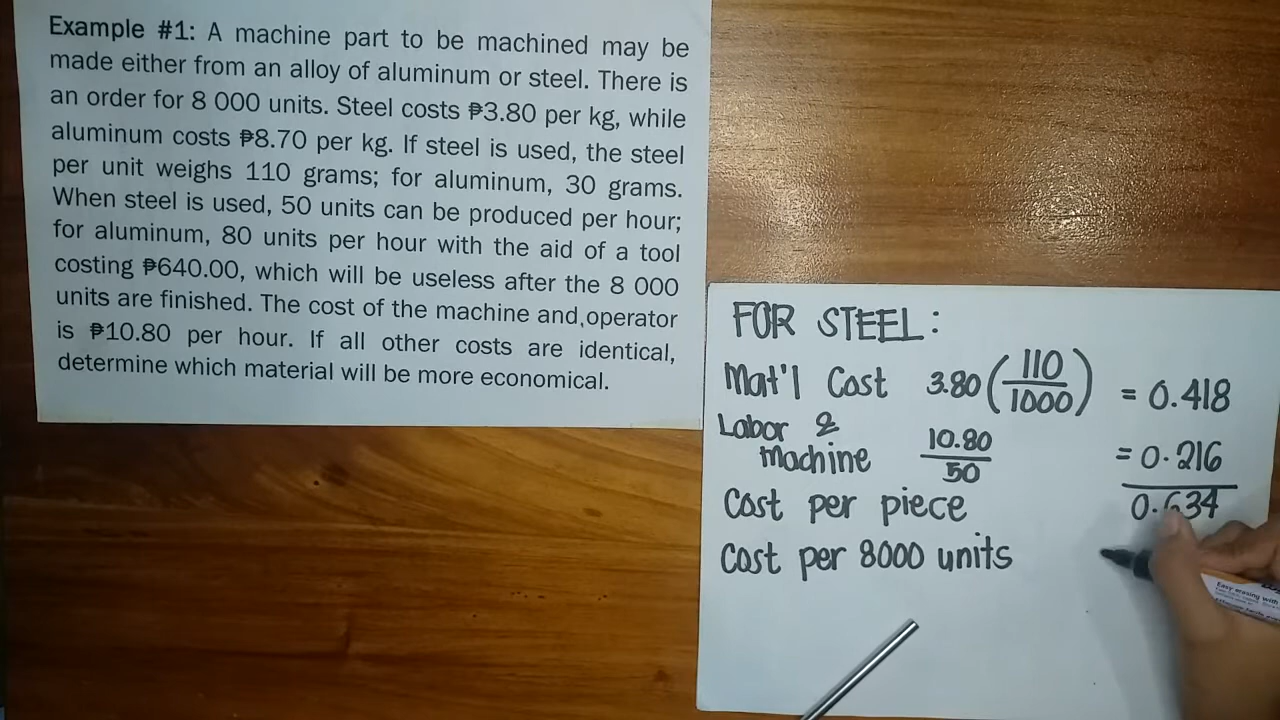 Example #1: A machine part to be machined may be
made either from an alloy of aluminum or steel. There is
an order for 8 000 units. Steel costs ₱3.80 per kg, while
aluminum costs ₱8.70 per kg. If steel is used, the steel
per unit weighs 110 grams; for aluminum, 30 grams.
When steel is used, 50 units can be produced per hour;
for aluminum, 80 units per hour with the aid of a tool
costing ₱640.00, which will be useless after the 8 000
units are finished. The cost of the machine and operator
is ₱10.80 per hour. If all other costs are identical,
determine which material will be more economical.
FOR STEEL:
Mat'l Cost 3.80 (110/1000) = 0.418
Labor &
Machine 10.80/50 = 0.216
Cost per piece 0.634
Cost per 8000 units
Easy erasing with